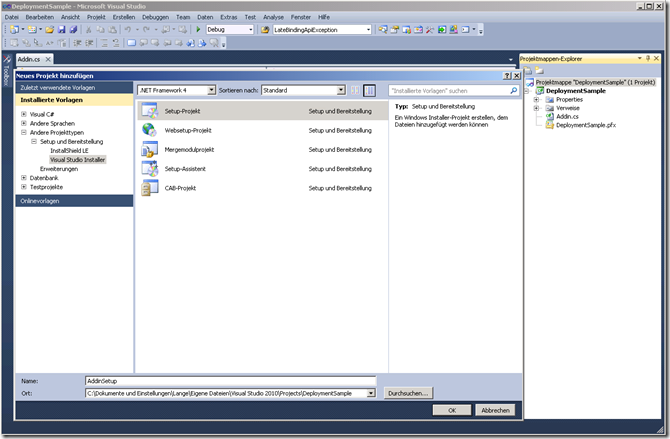 DeploymentSample - Microsoft Visual Studio
Datei Bearbeiten Ansicht Projekt Erstellen Debuggen Team Daten Extras Test Analyse Fenster Hilfe
Debug LateBindingApiException
Toolbox
Addin.cs
Neues Projekt hinzufügen
Zuletzt verwendete Vorlagen
Installierte Vorlagen
Visual C#
Andere Sprachen
Andere Projekttypen
Setup und Bereitstellung
InstallShield LE
Visual Studio Installer
Erweiterungen
Datenbank
Testprojekte
Onlinevorlagen
.NET Framework 4 Sortieren nach: Standard
Setup-Projekt Setup und Bereitstellung
Websetup-Projekt Setup und Bereitstellung
Mergemodulprojekt Setup und Bereitstellung
Setup-Assistent Setup und Bereitstellung
CAB-Projekt Setup und Bereitstellung
"Installierte Vorlagen" suchen
Typ: Setup und Bereitstellung
Ein Windows Installer-Projekt erstellen, dem
Dateien hinzugefügt werden können
Name: AddinSetup
Ort: C:\Dokumente und Einstellungen\Lange\Eigene Dateien\Visual Studio 2010\Projects\DeploymentSample Durchsuchen...
OK Abbrechen
Projektmappen-Explorer
Projektmappe "DeploymentSample" (1 Projekt)
DeploymentSample
Properties
Verweise
Addin.cs
DeploymentSample.pfx